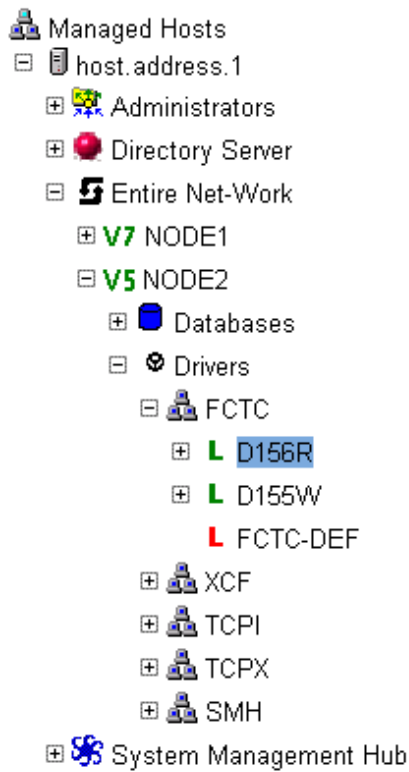 Managed Hosts
host.address.1
Administrators
Directory Server
Entire Net-Work
V7 NODE1
V5 NODE2
Databases
Drivers
FCTC
L D156R
L D155W
L FCTC-DEF
XCF
TCPI
TCPX
SMH
System Management Hub